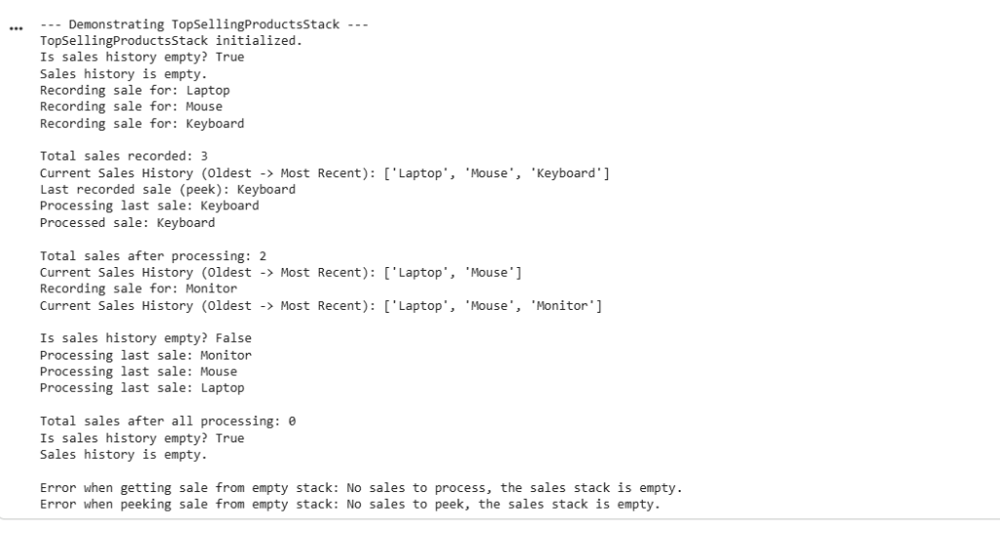 --- Demonstrating TopSellingProductsStack ---
TopSellingProductsStack initialized.
Is sales history empty? True
Sales history is empty.
Recording sale for: Laptop
Recording sale for: Mouse
Recording sale for: Keyboard
Total sales recorded: 3
Current Sales History (Oldest -> Most Recent): ['Laptop', 'Mouse', 'Keyboard']
Last recorded sale (peek): Keyboard
Processing last sale: Keyboard
Processed sale: Keyboard
Total sales after processing: 2
Current Sales History (Oldest -> Most Recent): ['Laptop', 'Mouse']
Recording sale for: Monitor
Current Sales History (Oldest -> Most Recent): ['Laptop', 'Mouse', 'Monitor']
Is sales history empty? False
Processing last sale: Monitor
Processing last sale: Mouse
Processing last sale: Laptop
Total sales after all processing: 0
Is sales history empty? True
Sales history is empty.
Error when getting sale from empty stack: No sales to process, the sales stack is empty.
Error when peeking sale from empty stack: No sales to peek, the sales stack is empty.